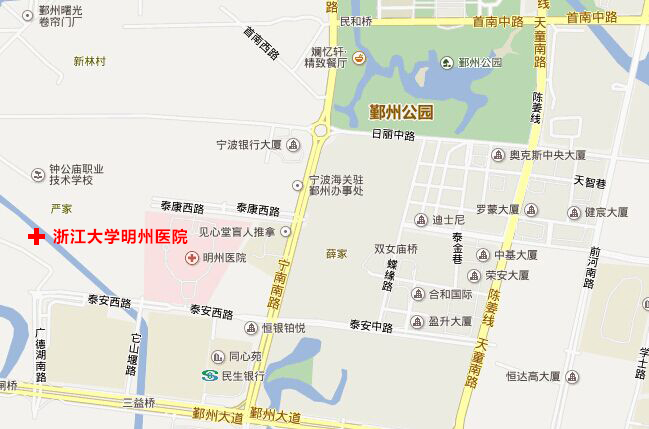 鄞州曙光
卷帘门厂
民和桥
首南中路
天童南路
首南西路
斓忆轩·
精致餐厅
新林村
鄞州公园
陈姜线
鄞州公园
日丽中路
宁波银行大厦
奥克斯中央大厦
钟公庙职业
技术学校
宁波海关驻
鄞州办事处
天智巷
严家
泰康西路
泰康西路
迪士尼
罗蒙大厦
健宸大厦
浙江大学明州医院
见心堂盲人推拿
泰金巷
明州医院
薛家
双女庙桥
中基大厦
前河南路
宁南南路
蝶缘路
荣安大厦
合和国际
陈姜线
泰安西路
泰安西路
恒银铂悦
泰安中路
盈升大厦
天童南路
广德湖南路
它山堰路
同心苑
学士路
民生银行
恒达高大厦
闸桥
三益桥
鄞州大道
鄞州大道